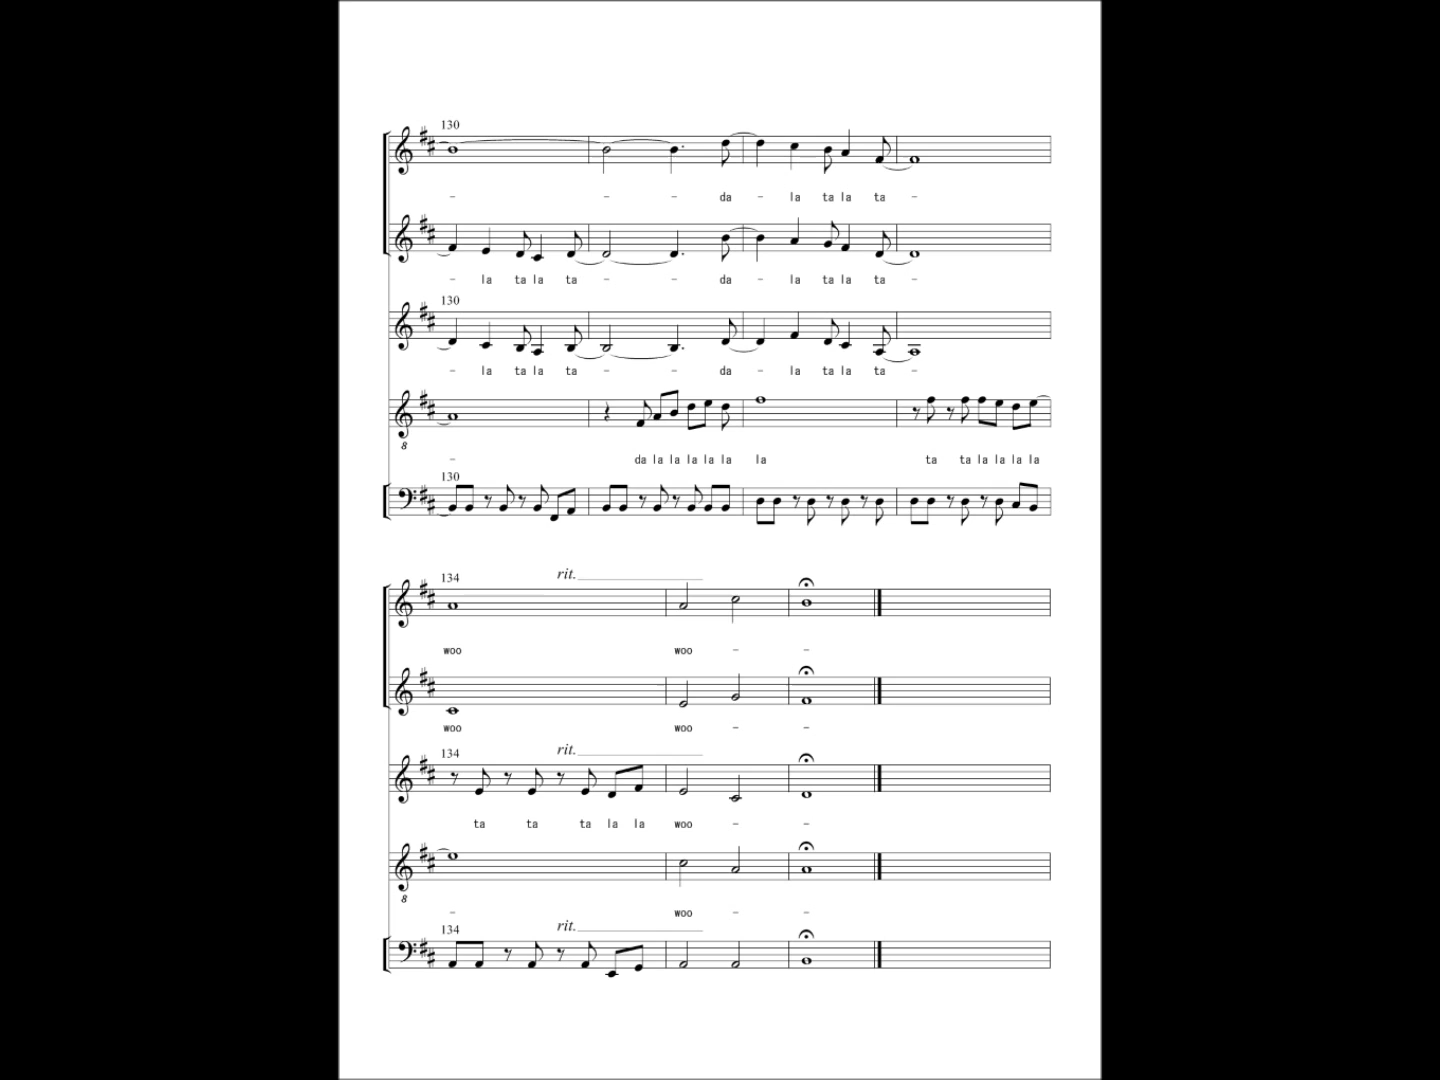 130
- - - da - la ta la ta -
- la ta la ta - - da - la ta la ta -
130
- la ta la ta - - da - la ta la ta -
8
- da la la la la la la ta ta la la la la
130
134 rit.
woo woo - -
woo woo - -
134 rit.
ta ta ta la la woo - -
8
- woo - -
134 rit.